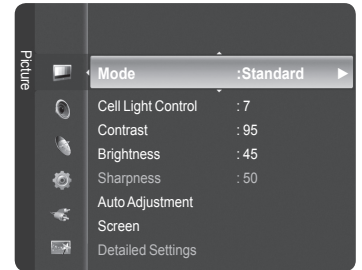 Picture
Mode :Standard
Cell Light Control : 7
Contrast : 95
Brightness : 45
Sharpness : 50
Auto Adjustment
Screen
Detailed Settings